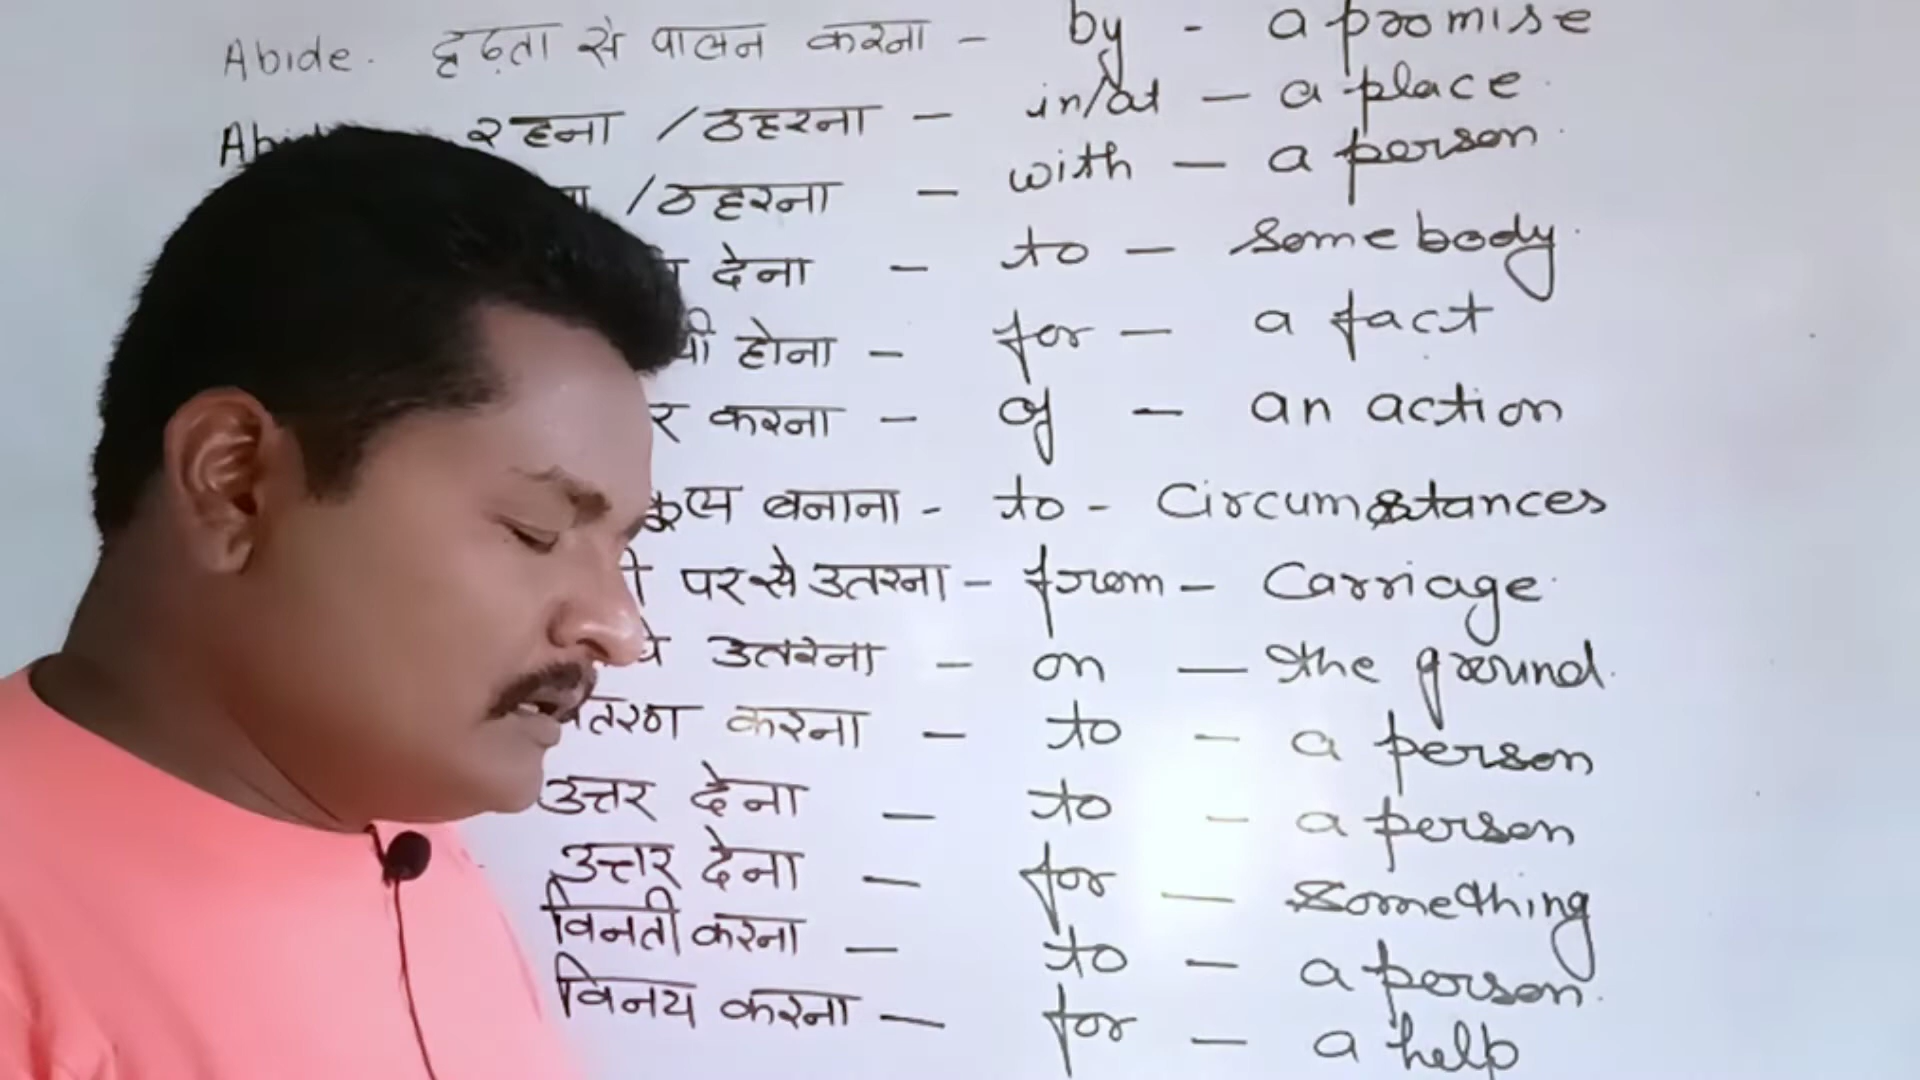 Abide. दृढ़ता से पालन करना - by - a promise
रहना / ठहरना - in/at - a place.
/ ठहरना - with - a person.
देना - to - somebody.
होना - for - a fact
करना - of - an action
बनाना - to - Circumstances
पर से उतरना - from - Carriage.
उतरना - on - the ground.
करना - to - a person
उत्तर देना - to - a person
उत्तर देना - for - something
विनती करना - to - a person.
विनय करना - for - a help